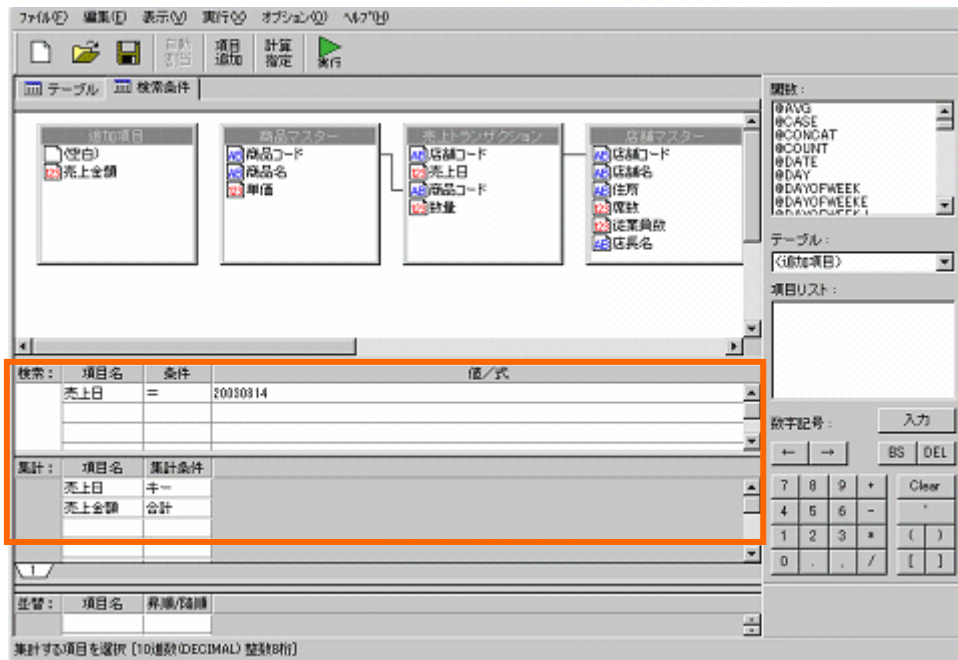 ファイル(F) 編集(E) 表示(V) 実行(X) オプション(O) ヘルプ(H)
自動割当 項目追加 計算指定 実行
テーブル 検索条件
追加項目
(空白)
売上金額
商品マスター
商品コード
商品名
単価
売上トランザクション
店舗コード
売上日
商品コード
数量
店舗マスター
店舗コード
店舗名
住所
席数
従業員数
店長名
関数：
@AVG
@CASE
@CONCAT
@COUNT
@DATE
@DAY
@DAYOFWEEK
@DAYOFWEEKE
テーブル：
(追加項目)
項目リスト：
検索： 項目名 条件 値／式
売上日 = 20030814
集計： 項目名 集計条件
売上日 キー
売上金額 合計
1
並替： 項目名 昇順/降順
数字記号： 入力
← → BS DEL
7 8 9 + Clear
4 5 6 - '
1 2 3 * ( )
0 . , / [ ]
集計する項目を選択 [10進数(DECIMAL) 整数8桁]